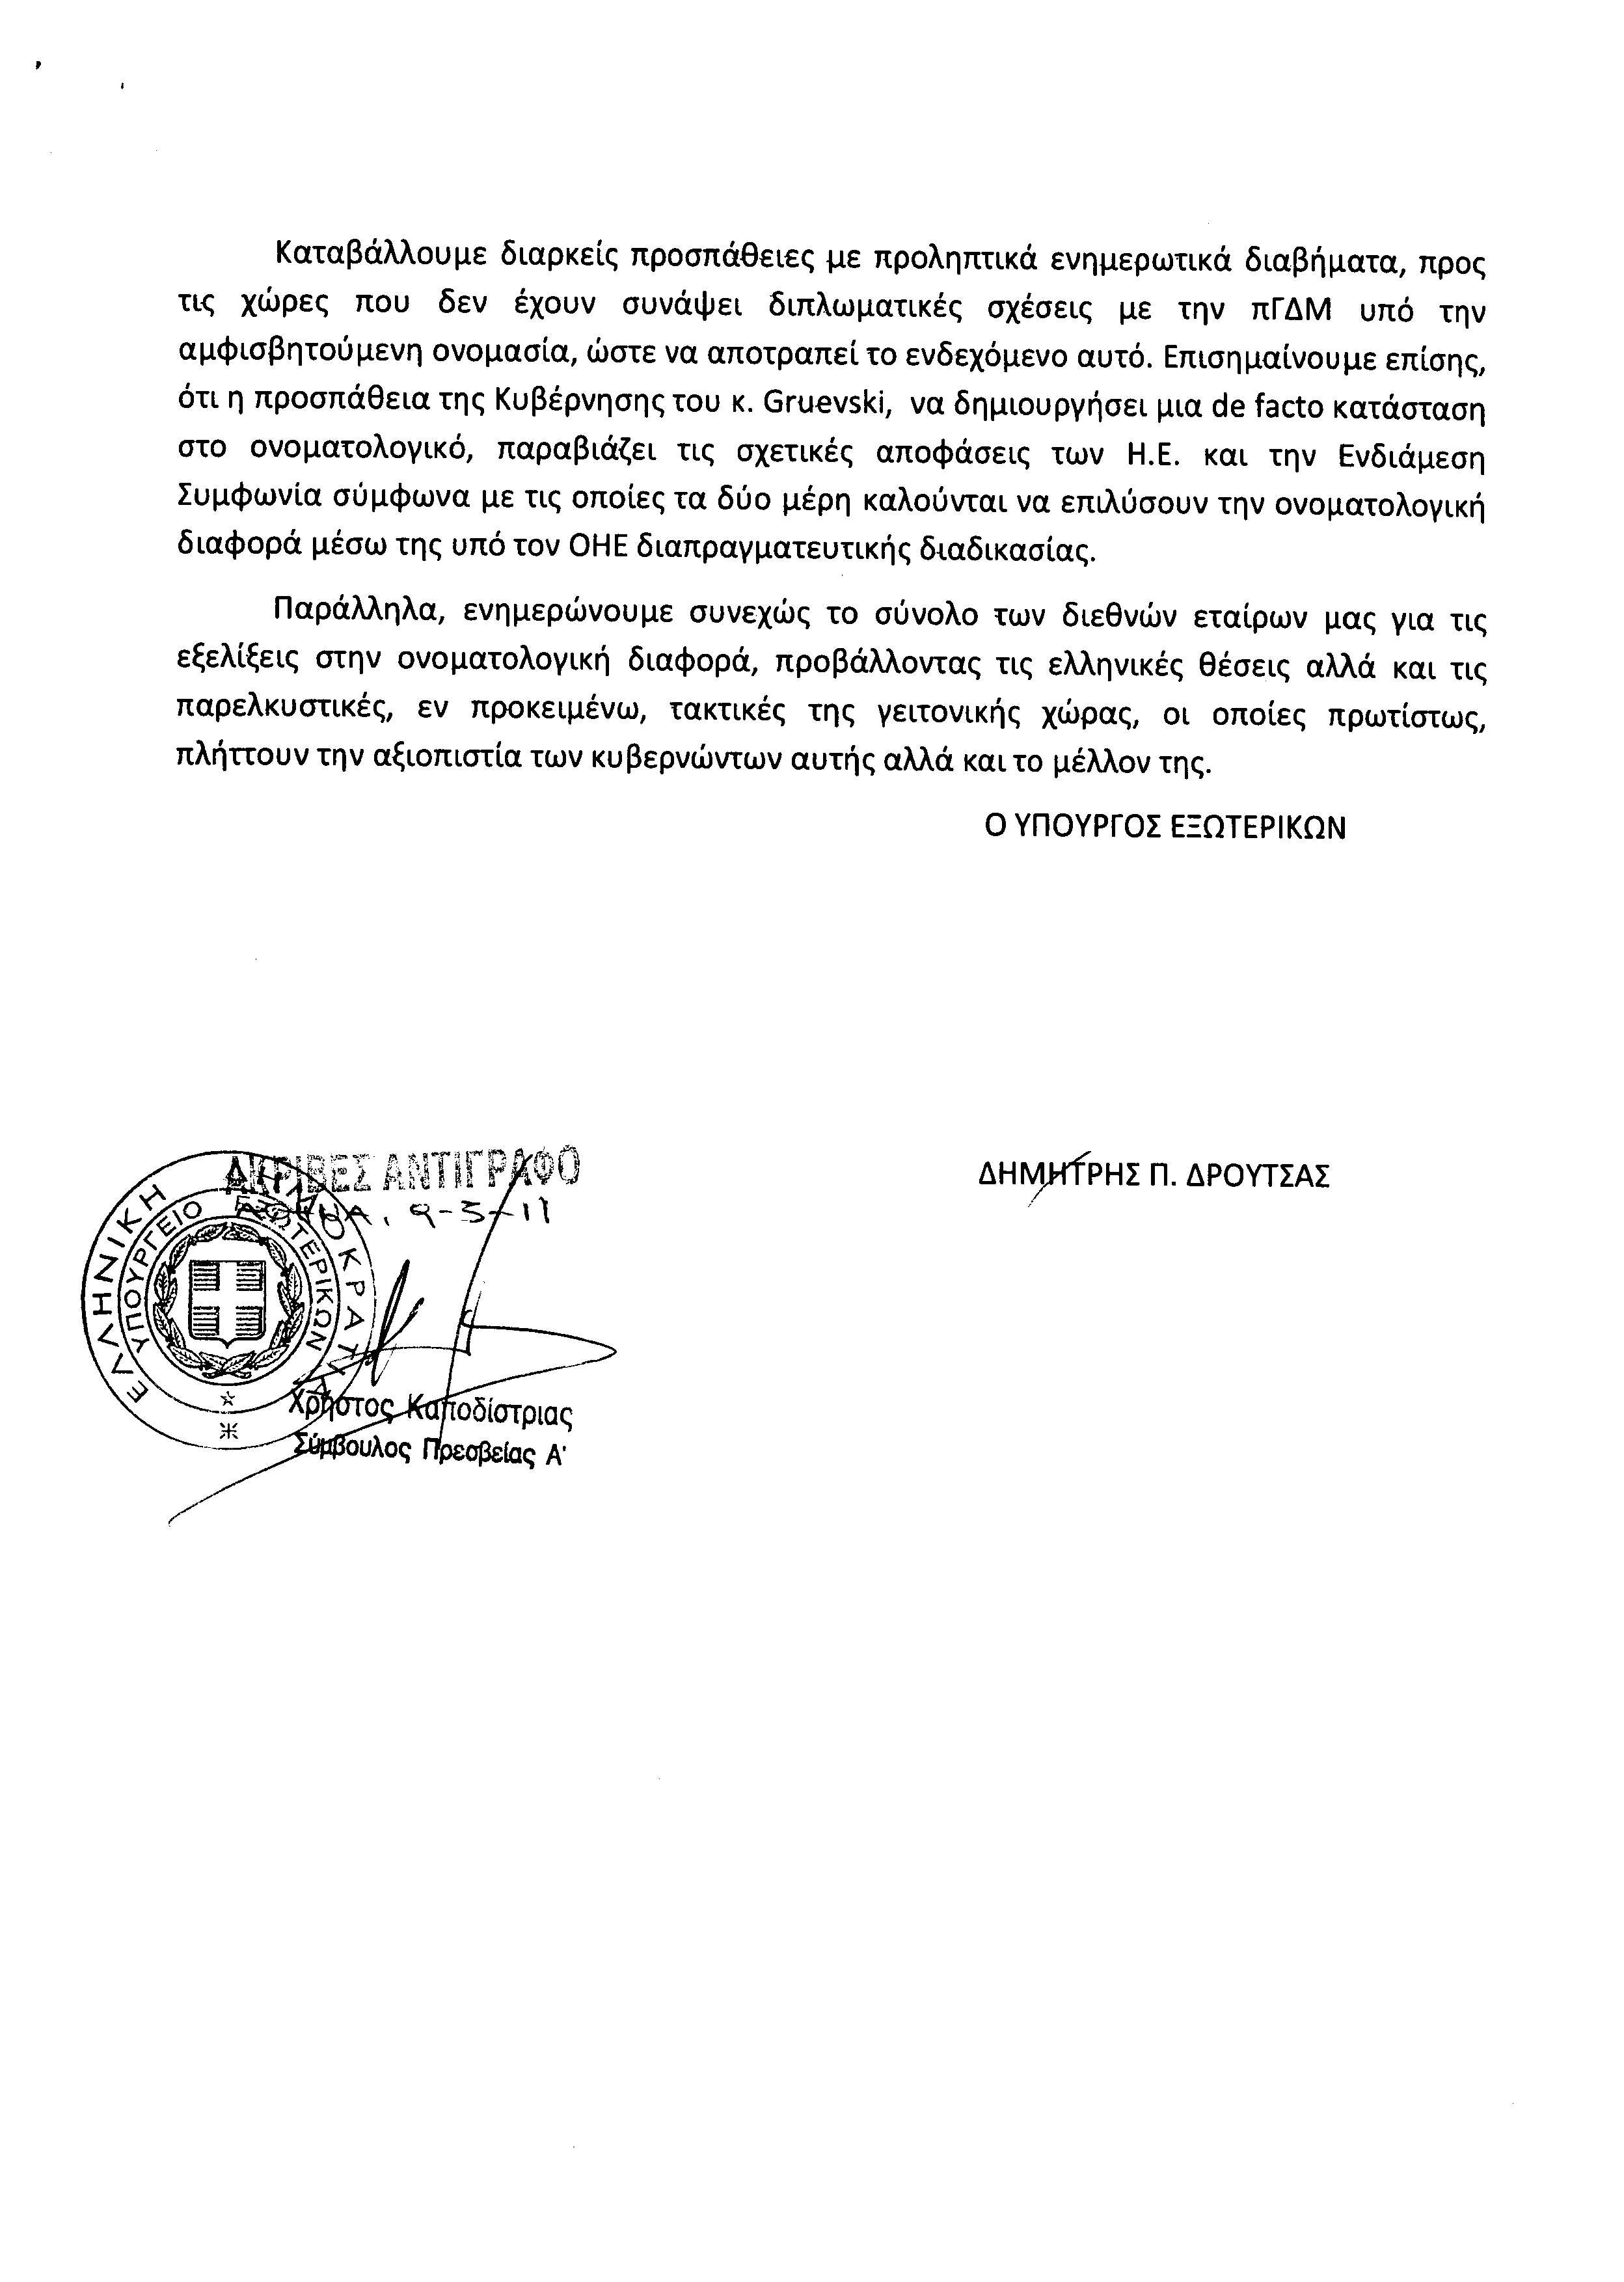 Καταβάλλουμε διαρκείς προσπάθειες με προληπτικά ενημερωτικά διαβήματα, προς
τις χώρες που δεν έχουν συνάψει διπλωματικές σχέσεις με την πΓΔΜ υπό την
αμφισβητούμενη ονομασία, ώστε να αποτραπεί το ενδεχόμενο αυτό. Επισημαίνουμε επίσης,
ότι η προσπάθεια της Κυβέρνησης του κ. Gruevski, να δημιουργήσει μια de facto κατάσταση
στο ονοματολογικό, παραβιάζει τις σχετικές αποφάσεις των Η.Ε. και την Ενδιάμεση
Συμφωνία σύμφωνα με τις οποίες τα δύο μέρη καλούνται να επιλύσουν την ονοματολογική
διαφορά μέσω της υπό τον ΟΗΕ διαπραγματευτικής διαδικασίας.
Παράλληλα, ενημερώνουμε συνεχώς το σύνολο των διεθνών εταίρων μας για τις
εξελίξεις στην ονοματολογική διαφορά, προβάλλοντας τις ελληνικές θέσεις αλλά και τις
παρελκυστικές, εν προκειμένω, τακτικές της γειτονικής χώρας, οι οποίες πρωτίστως,
πλήττουν την αξιοπιστία των κυβερνώντων αυτής αλλά και το μέλλον της.
Ο ΥΠΟΥΡΓΟΣ ΕΞΩΤΕΡΙΚΩΝ
ΔΗΜΗΤΡΗΣ Π. ΔΡΟΥΤΣΑΣ
ΑΚΡΙΒΕΣ ΑΝΤΙΓΡΑΦΟ
ΑΘΗΝΑ, 9-3-11
ΕΛΛΗΝΙΚΗ ΔΗΜΟΚΡΑΤΙΑ
ΥΠΟΥΡΓΕΙΟ ΕΞΩΤΕΡΙΚΩΝ
Χρήστος Καποδίστριας
Σύμβουλος Πρεσβείας Α'